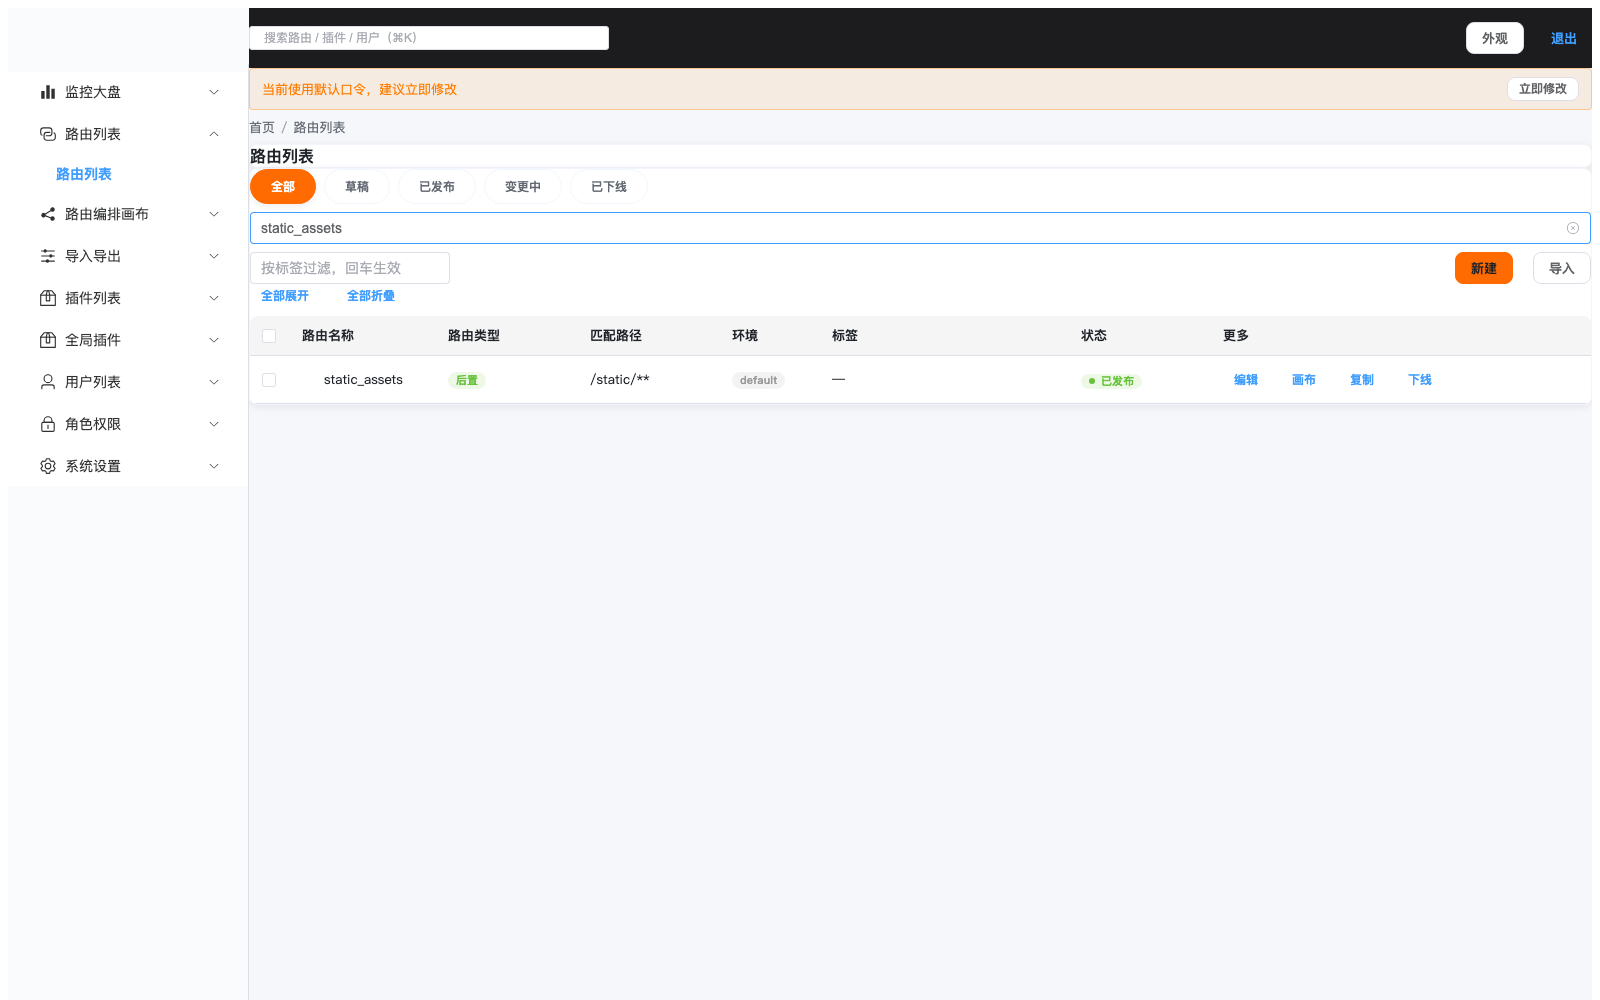 搜索路由 / 插件 / 用户（⌘K）
外观
退出
监控大盘
路由列表
路由列表
路由编排画布
导入导出
插件列表
全局插件
用户列表
角色权限
系统设置
当前使用默认口令，建议立即修改
立即修改
首页 / 路由列表
路由列表
全部 草稿 已发布 变更中 已下线
static_assets
按标签过滤，回车生效
新建 导入
全部展开 全部折叠
路由名称 路由类型 匹配路径 环境 标签 状态 更多
static_assets 后置 /static/** default — 已发布 编辑 画布 复制 下线